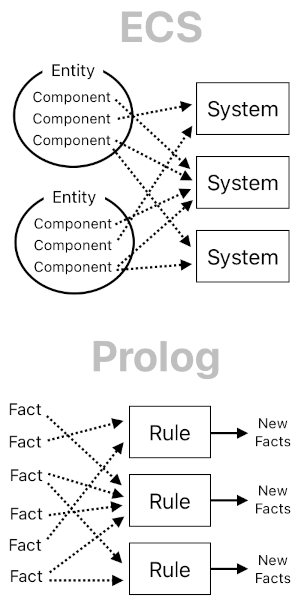 ECS
Entity
Component
Component
Component
System
System
Entity
Component
Component
Component
System
Prolog
Fact
Fact
Fact
Fact
Fact
Fact
Rule
New
Facts
Rule
New
Facts
Rule
New
Facts